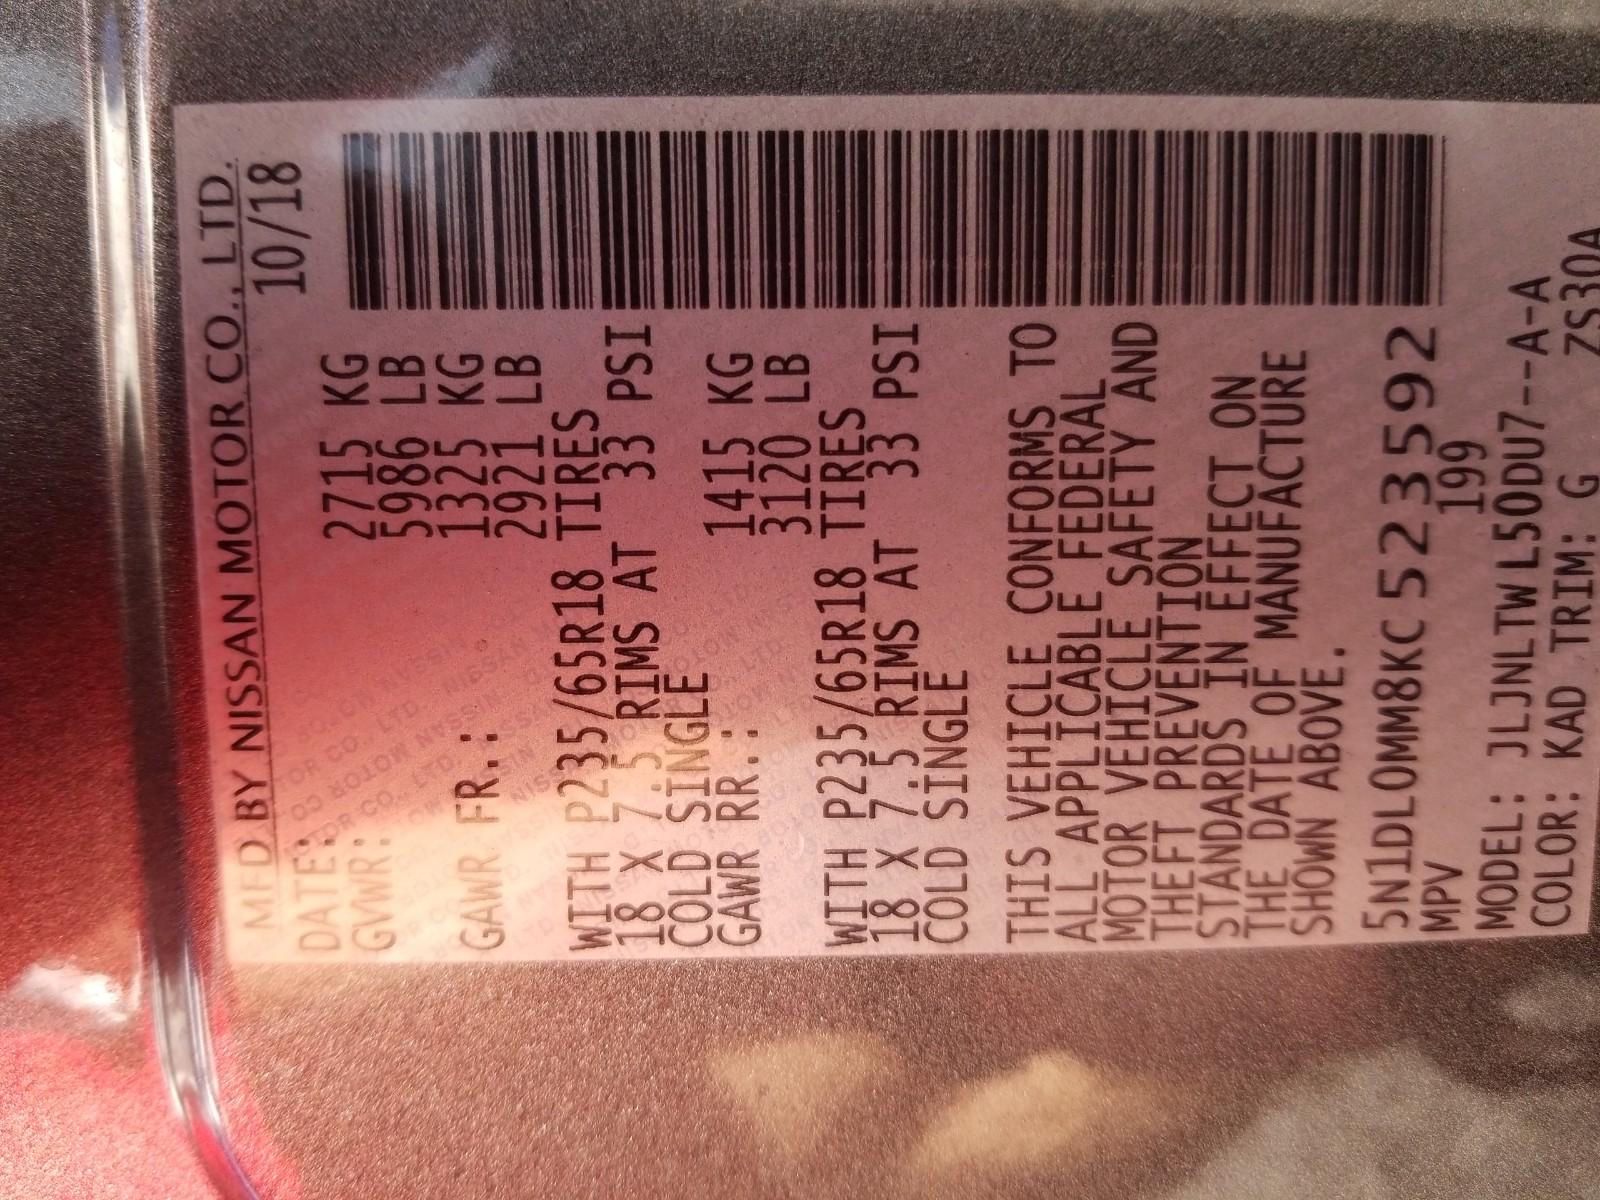 MFD BY NISSAN MOTOR CO., LTD.
DATE: 10/18
GVWR: 2715 KG
5986 LB
GAWR FR.: 1325 KG
2921 LB
WITH P235/65R18 TIRES
18 X 7.5 RIMS AT 33 PSI
COLD SINGLE
GAWR RR.: 1415 KG
3120 LB
WITH P235/65R18 TIRES
18 X 7.5 RIMS AT 33 PSI
COLD SINGLE
THIS VEHICLE CONFORMS TO
ALL APPLICABLE FEDERAL
MOTOR VEHICLE SAFETY AND
THEFT PREVENTION
STANDARDS IN EFFECT ON
THE DATE OF MANUFACTURE
SHOWN ABOVE.
5N1DL0MM8KC523592
MPV 199
MODEL: JLJNLTWL50DU7--A-A
COLOR: KAD TRIM: G ZS30A